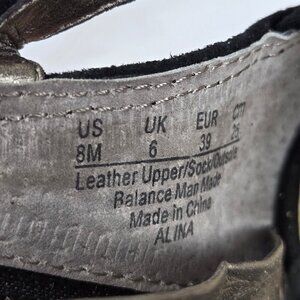 US UK EUR CM
8M 6 39 25
Leather Upper/Sock/Outsole
Balance Man Made
Made in China
ALINA